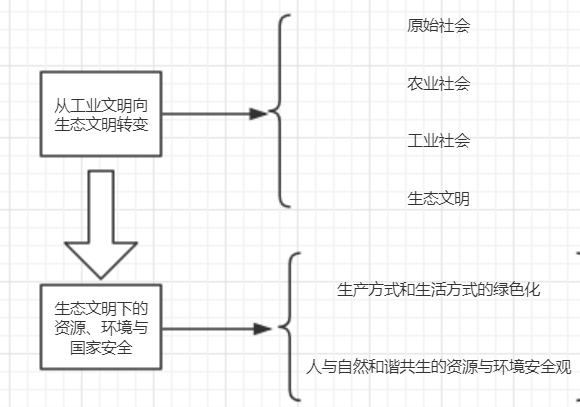 原始社会
农业社会
从工业文明向
生态文明转变
工业社会
生态文明
生产方式和生活方式的绿色化
生态文明下的
资源、环境与
国家安全
人与自然和谐共生的资源与环境安全观